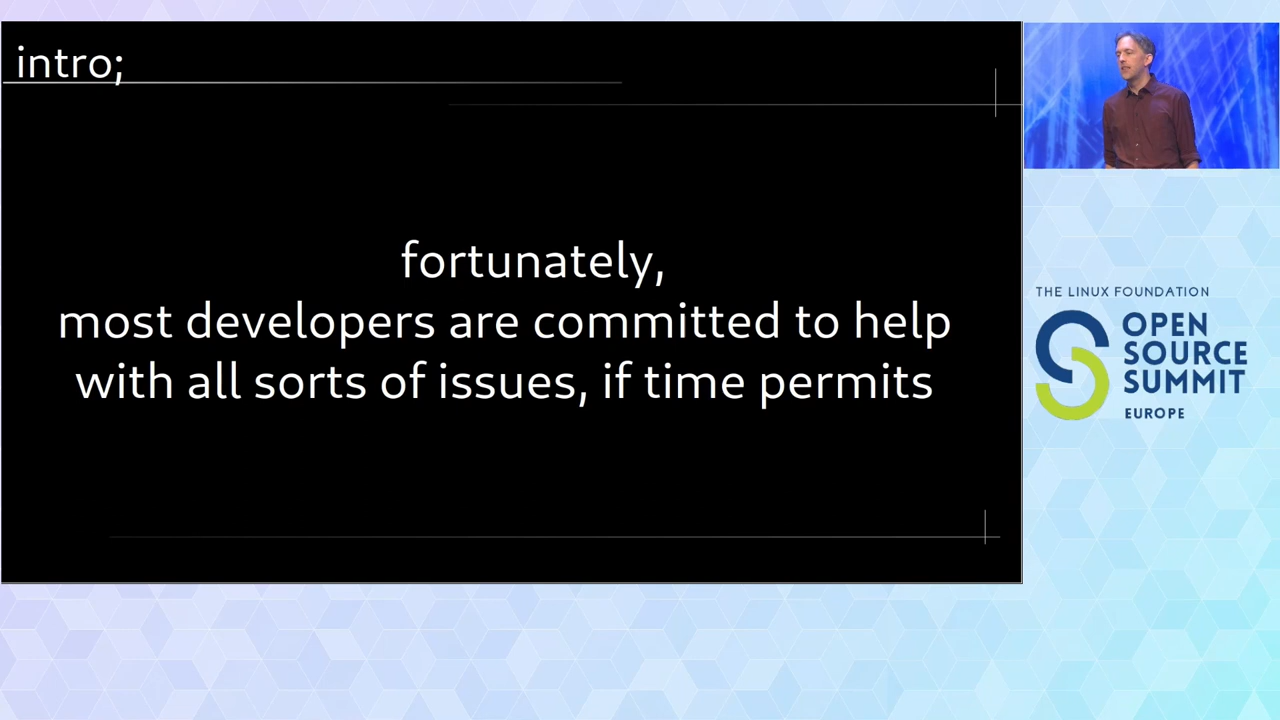 intro;
fortunately,
most developers are committed to help
with all sorts of issues, if time permits
THE LINUX FOUNDATION
OPEN
SOURCE
SUMMIT
EUROPE